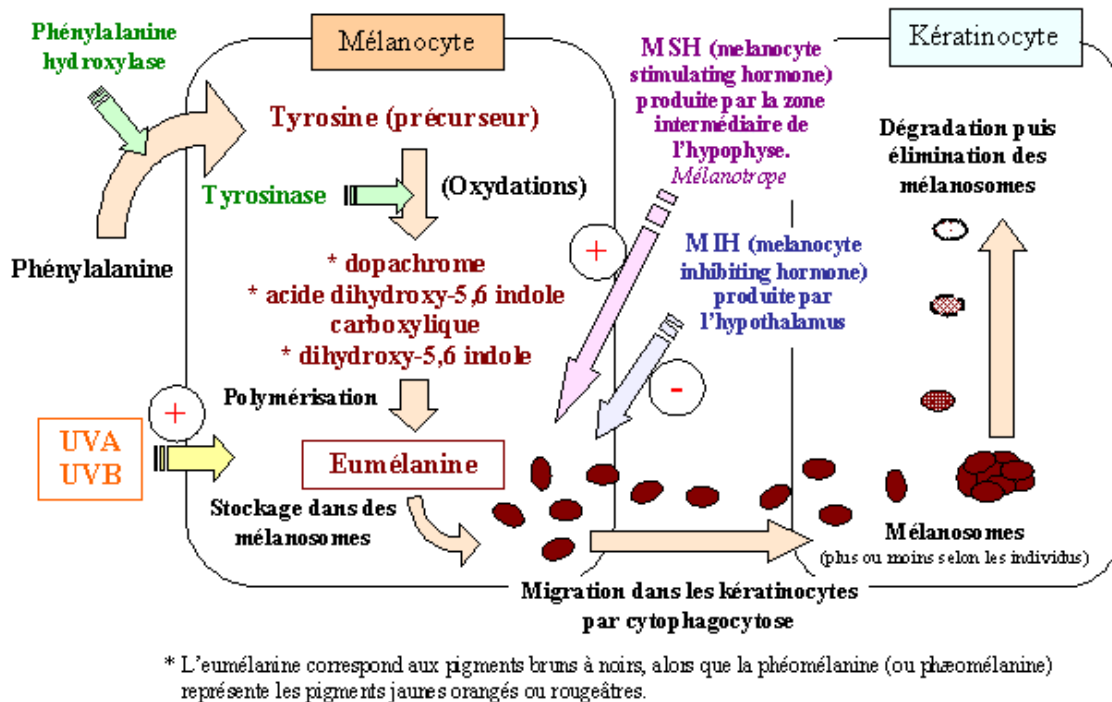 Phénylalanine
hydroxylase
Mélanocyte
MSH (melanocyte
stimulating hormone)
produite par la zone
intermédiaire de
l'hypophyse.
Mélanotrope
Kératinocyte
Tyrosine (précurseur)
Tyrosinase
(Oxydations)
Phénylalanine
* dopachrome
* acide dihydroxy-5,6 indole
carboxylique
* dihydroxy-5,6 indole
+
MIH (melanocyte
inhibiting hormone)
produite par
l'hypothalamus
-
Dégradation puis
élimination des
mélanosomes
Polymérisation
+
UVA
UVB
Eumélanine
Stockage dans des
mélanosomes
Mélanosomes
(plus ou moins selon les individus)
Migration dans les kératinocytes
par cytophagocytose
* L'eumélanine correspond aux pigments bruns à noirs, alors que la phéomélanine (ou phæomélanine)
représente les pigments jaunes orangés ou rougeâtres.